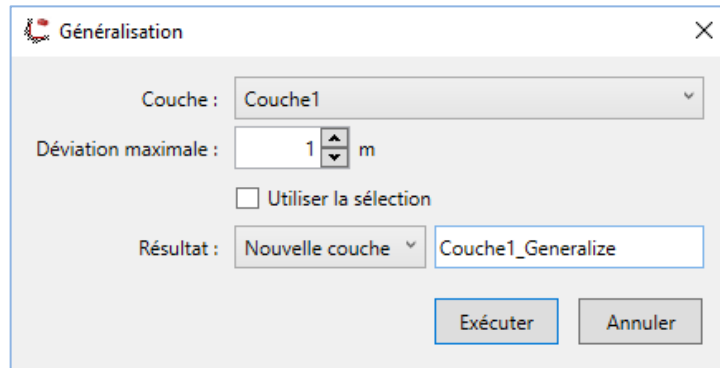 Généralisation
Couche : Couche1
Déviation maximale : 1 m
Utiliser la sélection
Résultat : Nouvelle couche Couche1_Generalize
Exécuter Annuler